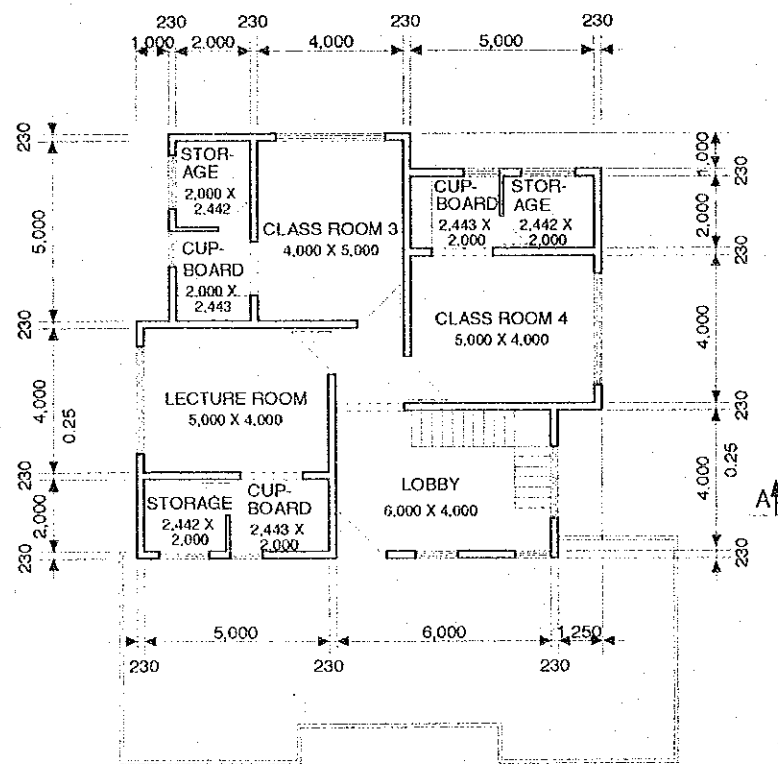 230 230 230 230
1,000 2,000 4,000 5,000
230
5,000
230
4,000
0.25
230
2,000
230
STOR-
AGE
2,000 X
2,442
CUP-
BOARD
2,000 X
2,443
CLASS ROOM 3
4,000 X 5,000
CUP-
BOARD
2,443 X
2,000
STOR-
AGE
2,442 X
2,000
CLASS ROOM 4
5,000 X 4,000
LECTURE ROOM
5,000 X 4,000
STORAGE
2,442 X
2,000
CUP-
BOARD
2,443 X
2,000
LOBBY
6,000 X 4,000
1,000
230
2,000
230
4,000
230
0.25
4,000
230
A
5,000 6,000 1,250
230 230 230